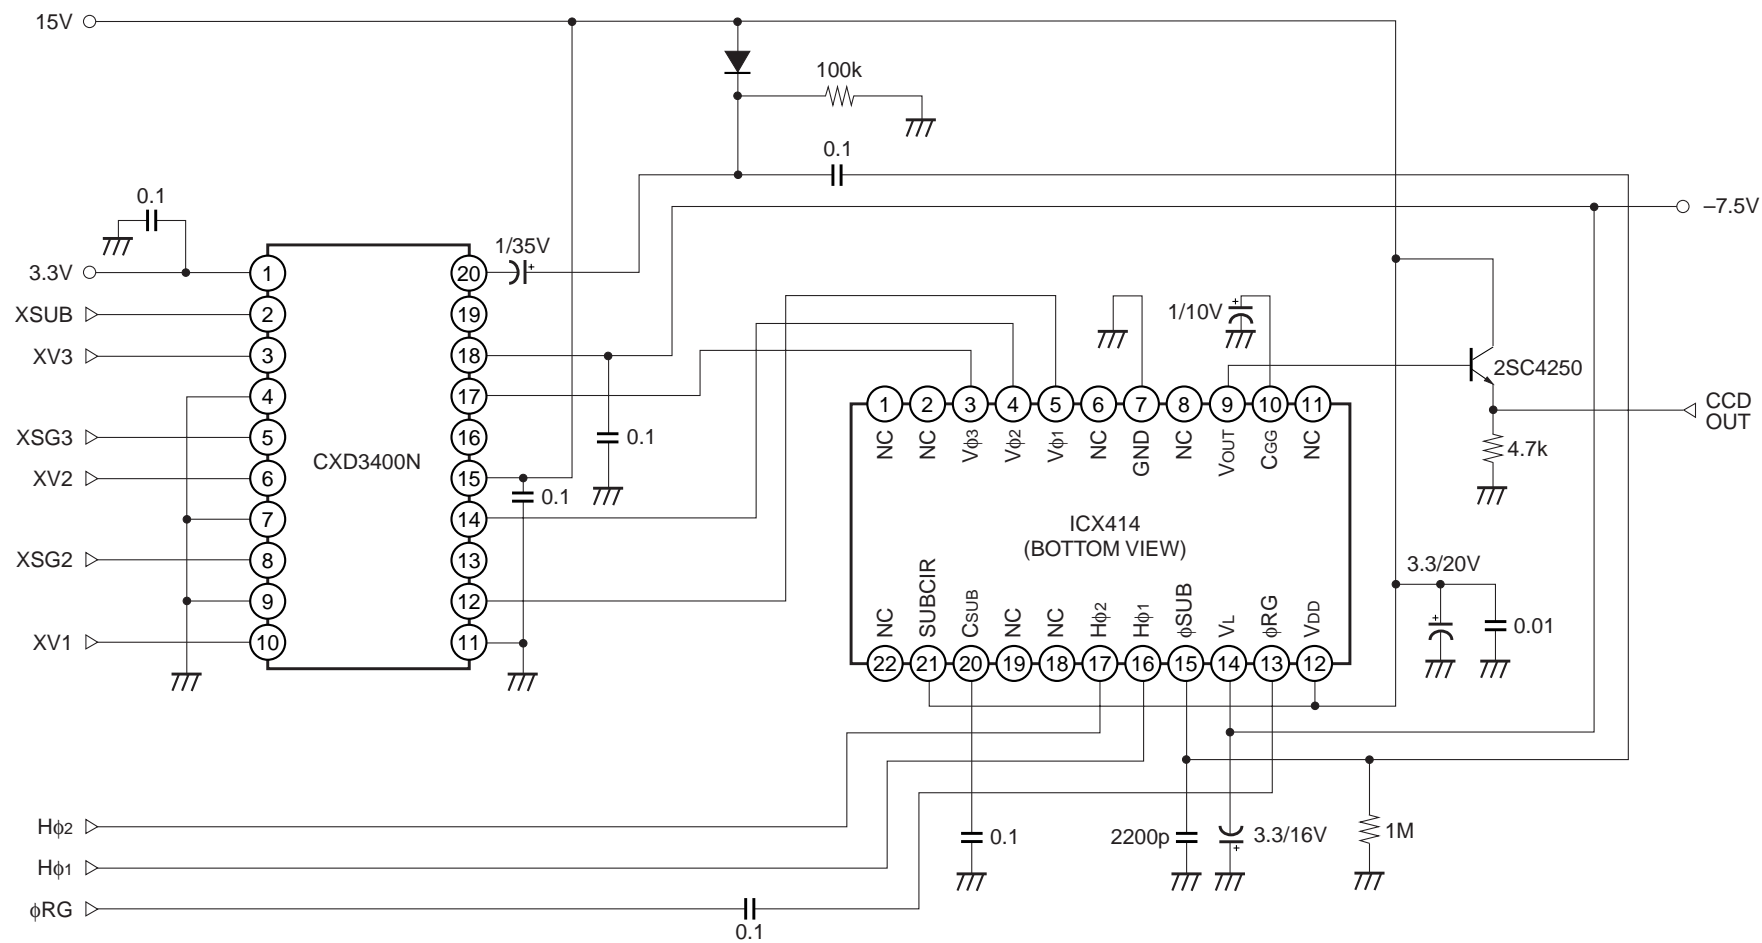 15V
100k
0.1
0.1
–7.5V
1/35V
3.3V
1
20
XSUB
2
19
1/10V
XV3
3
18
2SC4250
4
17
1
2
3
4
5
6
7
8
9
10
11
CCD
OUT
XSG3
5
16
0.1
NC
NC
Vϕ3
Vϕ2
Vϕ1
NC
GND
NC
VOUT
CGG
NC
4.7k
CXD3400N
XV2
6
15
0.1
7
14
ICX414
(BOTTOM VIEW)
XSG2
8
13
3.3/20V
9
12
NC
SUBCIR
CSUB
NC
NC
Hϕ2
Hϕ1
ϕSUB
VL
ϕRG
VDD
0.01
XV1
10
11
22
21
20
19
18
17
16
15
14
13
12
Hϕ2
0.1
2200p
3.3/16V
1M
Hϕ1
ϕRG
0.1